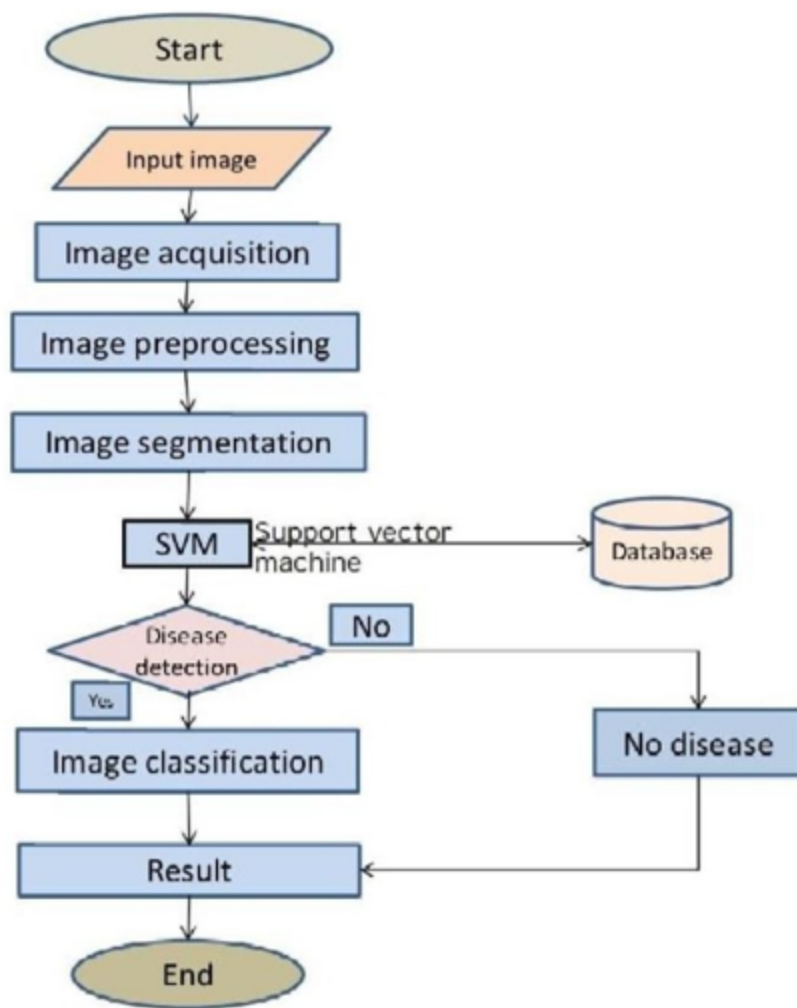 Start
Input image
Image acquisition
Image preprocessing
Image segmentation
SVM
Support vector
machine
Database
Disease
detection
No
Yes
Image classification
No disease
Result
End